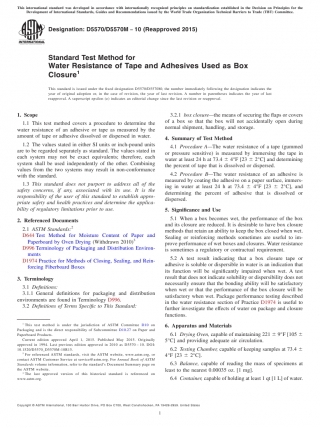 This international standard was developed in accordance with internationally recognized principles on standardization established in the Decision on Principles for the
Development of International Standards, Guides and Recommendations issued by the World Trade Organization Technical Barriers to Trade (TBT) Committee.
Designation: D5570/D5570M − 10 (Reapproved 2015)
Standard Test Method for
Water Resistance of Tape and Adhesives Used as Box
Closure1
This standard is issued under the fixed designation D5570/D5570M; the number immediately following the designation indicates the
year of original adoption or, in the case of revision, the year of last revision. A number in parentheses indicates the year of last
reapproval. A superscript epsilon (ε) indicates an editorial change since the last revision or reapproval.
1. Scope
1.1 This test method covers a procedure to determine the
water resistance of an adhesive or tape as measured by the
amount of tape or adhesive dissolved or dispersed in water.
1.2 The values stated in either SI units or inch-pound units
are to be regarded separately as standard. The values stated in
each system may not be exact equivalents; therefore, each
system shall be used independently of the other. Combining
values from the two systems may result in non-conformance
with the standard.
1.3 This standard does not purport to address all of the
safety concerns, if any, associated with its use. It is the
responsibility of the user of this standard to establish appro-
priate safety and health practices and determine the applica-
bility of regulatory limitations prior to use.
2. Referenced Documents
2.1 ASTM Standards:2
D644 Test Method for Moisture Content of Paper and
Paperboard by Oven Drying (Withdrawn 2010)3
D996 Terminology of Packaging and Distribution Environ-
ments
D1974 Practice for Methods of Closing, Sealing, and Rein-
forcing Fiberboard Boxes
3. Terminology
3.1 Definitions:
3.1.1 General definitions for packaging and distribution
environments are found in Terminology D996.
3.2 Definitions of Terms Specific to This Standard:
1 This test method is under the jurisdiction of ASTM Committee D10 on
Packaging and is the direct responsibility of Subcommittee D10.27 on Paper and
Paperboard Products.
Current edition approved April 1, 2015. Published May 2015. Originally
approved in 1994. Last previous edition approved in 2010 as D5570 – 10. DOI:
2 For referenced ASTM standards, visit the ASTM website, www.astm.org, or
contact ASTM Customer Service at service@astm.org. For Annual Book of ASTM
Standards volume information, refer to the standard's Document Summary page on
the ASTM website.
3 The last approved version of this historical standard is referenced on
www.astm.org.
3.2.1 box closure—the means of securing the flaps or covers
of a box so that the box will not accidentally open during
normal shipment, handling, and storage.
4. Summary of Test Method
4.1 Procedure A—The water resistance of a tape (gummed
or pressure sensitive) is measured by immersing the tape in
water at least 24 h at 73.4 ± 4°F [23 ± 2°C] and determining
the percent of tape that is dissolved or dispersed.
4.2 Procedure B—The water resistance of an adhesive is
measured by coating the adhesive on a paper surface, immers-
ing in water at least 24 h at 73.4 ± 4°F [23 ± 2°C], and
determining the percent of adhesive that is dissolved or
dispersed.
5. Significance and Use
5.1 When a box becomes wet, the performance of the box
and its closure are reduced. It is desirable to have box closure
methods that retain an ability to keep the box closed when wet.
Sealing or reinforcing methods sometimes are useful to im-
prove performance of wet boxes and closures. Water resistance
is sometimes a regulatory or contractual requirement.
5.2 A test result indicating that a box closure tape or
adhesive is soluble or dispersible in water is an indication that
its function will be significantly impaired when wet. A test
result that does not indicate solubility or dispersibility does not
necessarily ensure that the bonding ability will be satisfactory
when wet or that the performance of the box closure will be
satisfactory when wet. Package performance testing described
in the water resistance section of Practice D1974 is useful to
further investigate the effects of water on package and closure
functions.
6. Apparatus and Materials
6.1 Drying Oven, capable of maintaining 221 ± 9°F [105 ±
5°C] and providing adequate air circulation.
6.2 Testing Chamber, capable of keeping samples at 73.4 ±
4°F [23 ± 2°C].
6.3 Balance, capable of reading the mass of specimens at
least to the nearest 0.00035 oz. [1 mg].
6.4 Container, capable of holding at least 1 qt [1 L] of water.
Copyright © ASTM International, 100 Barr Harbor Drive, PO Box C700, West Conshohocken, PA 19428-2959. United States
1